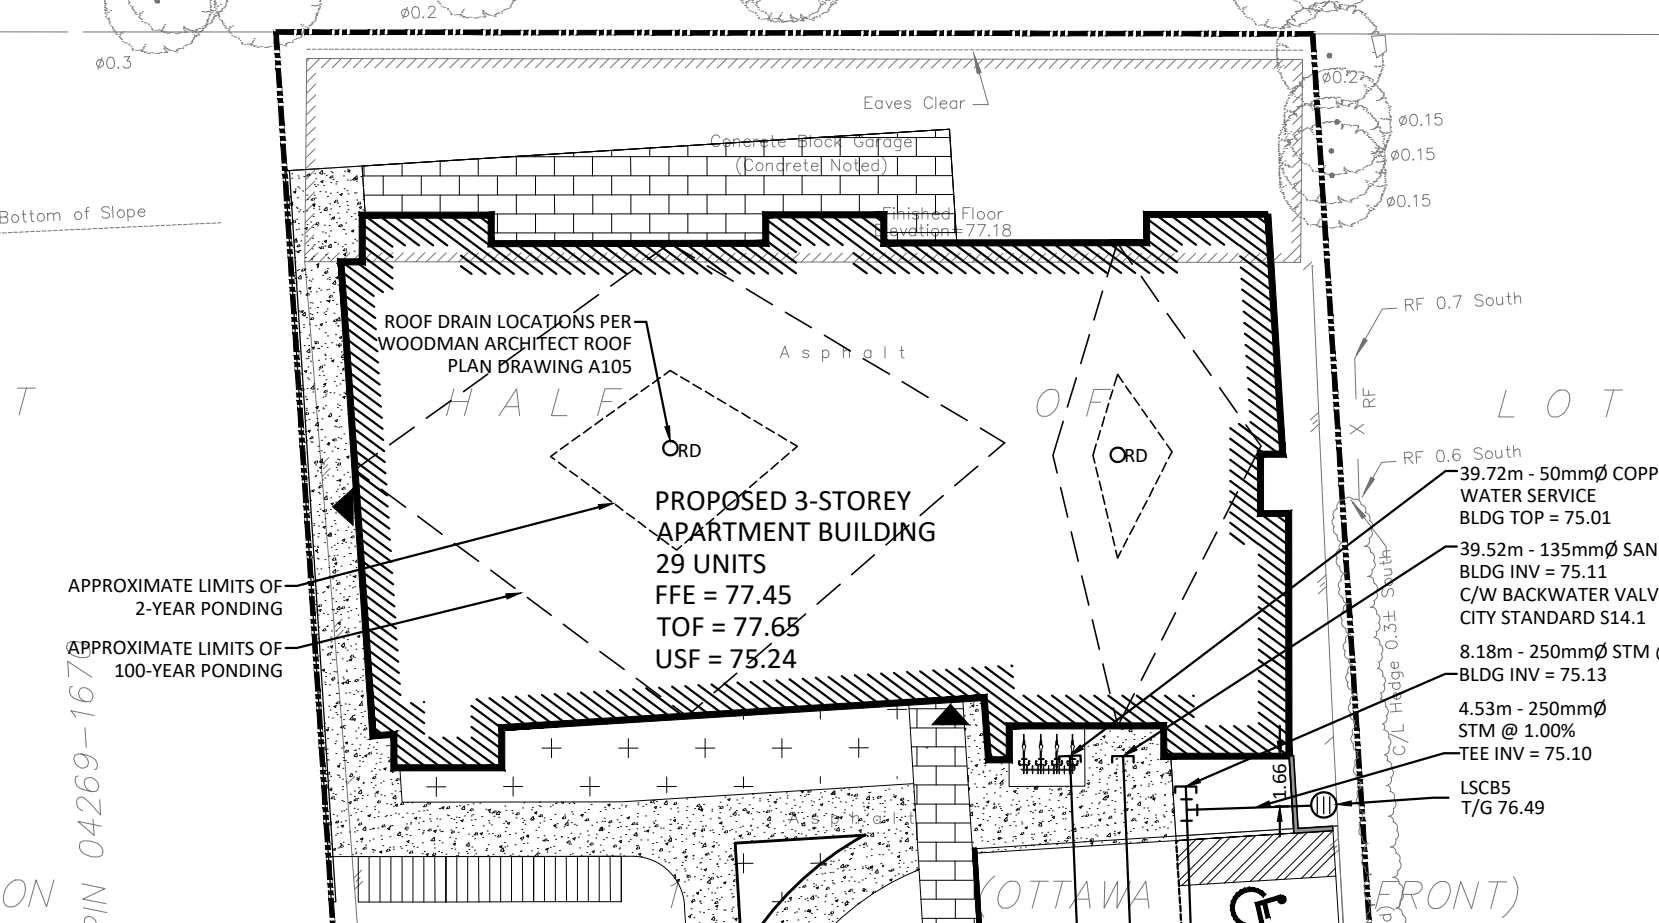 ø0.2
ø0.3
ø0.2
ø0.15
ø0.15
ø0.15
Eaves Clear
Concrete Block Garage
(Concrete Noted)
Finished Floor
Elevation=77.18
Bottom of Slope
RF 0.7 South
RF
X
RF 0.6 South
ROOF DRAIN LOCATIONS PER
WOODMAN ARCHITECT ROOF
PLAN DRAWING A105
Asphalt
T
HALF
OF
LOT
RD
RD
PROPOSED 3-STOREY
APARTMENT BUILDING
29 UNITS
FFE = 77.45
TOF = 77.65
USF = 75.24
APPROXIMATE LIMITS OF
2-YEAR PONDING
APPROXIMATE LIMITS OF
100-YEAR PONDING
39.72m - 50mmØ COPP
WATER SERVICE
BLDG TOP = 75.01
39.52m - 135mmØ SAN
BLDG INV = 75.11
C/W BACKWATER VALV
CITY STANDARD S14.1
8.18m - 250mmØ STM
BLDG INV = 75.13
4.53m - 250mmØ
STM @ 1.00%
TEE INV = 75.10
LSCB5
T/G 76.49
C/L Hedge 0.3± South
1.66
Asphalt
PIN 04269-167
ON
(OTTAWA
FRONT)